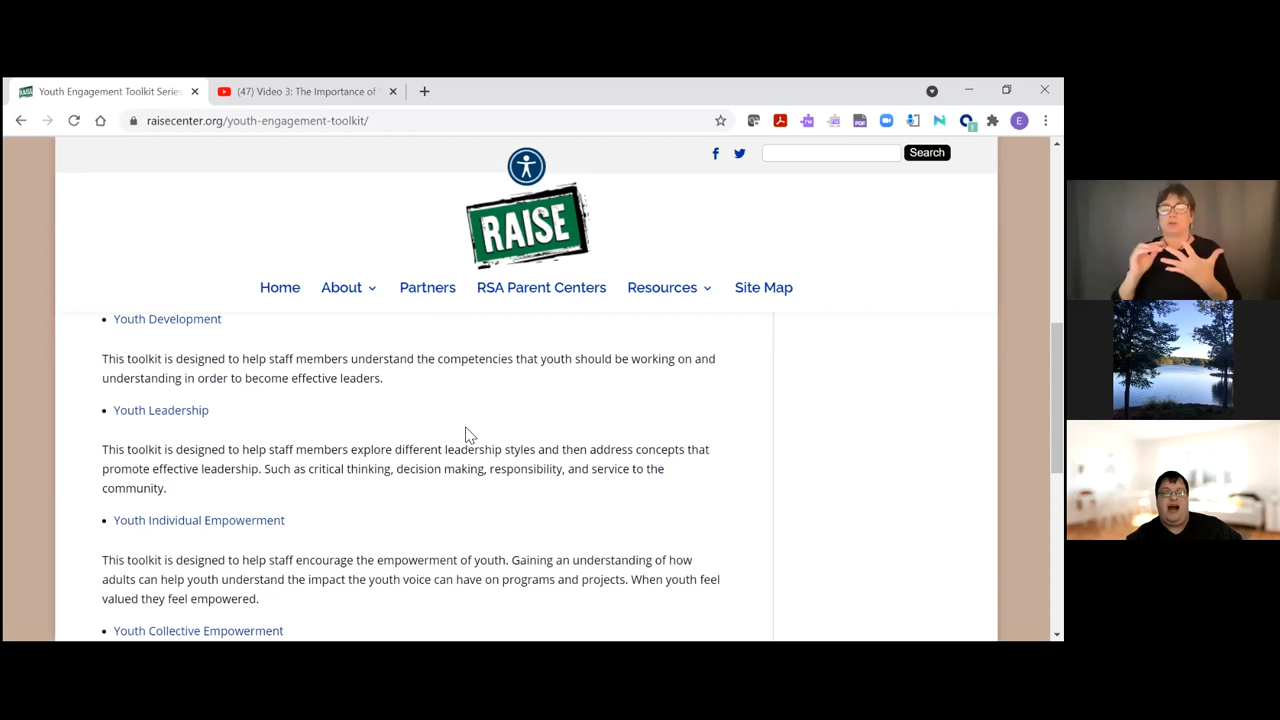 Youth Engagement Toolkit Series
(47) Video 3: The Importance of
raisecenter.org/youth-engagement-toolkit/
E
Search
RAISE
Home About Partners RSA Parent Centers Resources Site Map
• Youth Development
This toolkit is designed to help staff members understand the competencies that youth should be working on and
understanding in order to become effective leaders.
• Youth Leadership
This toolkit is designed to help staff members explore different leadership styles and then address concepts that
promote effective leadership. Such as critical thinking, decision making, responsibility, and service to the
community.
• Youth Individual Empowerment
This toolkit is designed to help staff encourage the empowerment of youth. Gaining an understanding of how
adults can help youth understand the impact the youth voice can have on programs and projects. When youth feel
valued they feel empowered.
• Youth Collective Empowerment